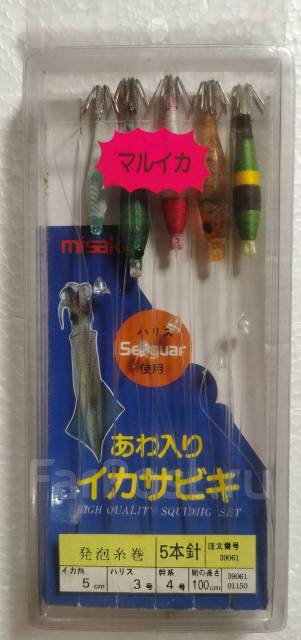 マルイカ
misaki
ハリス
Seaguar
使用
あわ入り
イカサビキ
HIGH QUALITY SQUIDJIG SET
発泡糸巻 5本針 注文番号 39061
イカ角 ハリス 幹糸 間の長さ 39061
5cm 3号 4号 100cm 01150